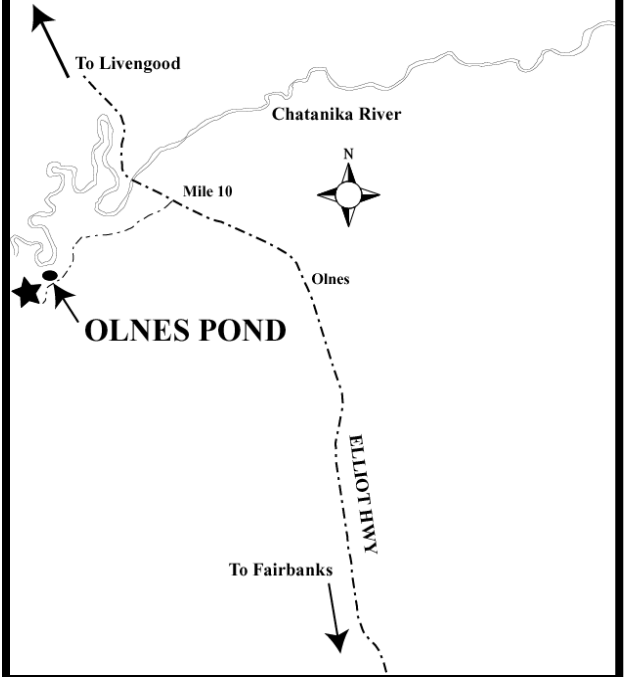 To Livengood
Chatanika River
N
Mile 10
Olnes
OLNES POND
ELLIOT HWY
To Fairbanks